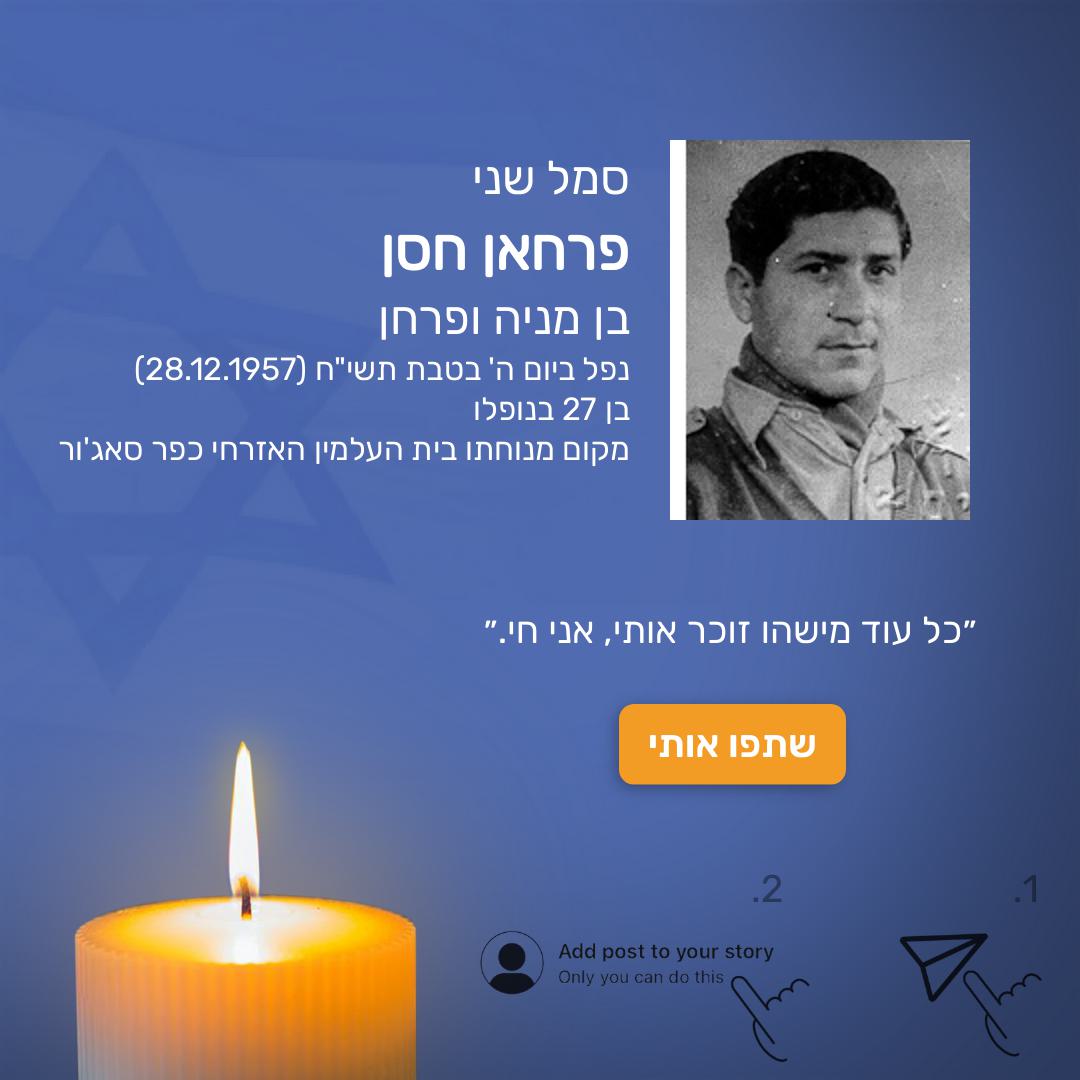 סמל שני
פרחאן חסן
בן מניה ופרחן
נפל ביום ה' בטבת תשי"ח (28.12.1957)
בן 27 בנופלו
מקום מנוחתו בית העלמין האזרחי כפר סאג'ור
״כל עוד מישהו זוכר אותי, אני חי.״
שתפו אותי
.1
.2
Add post to your story
Only you can do this